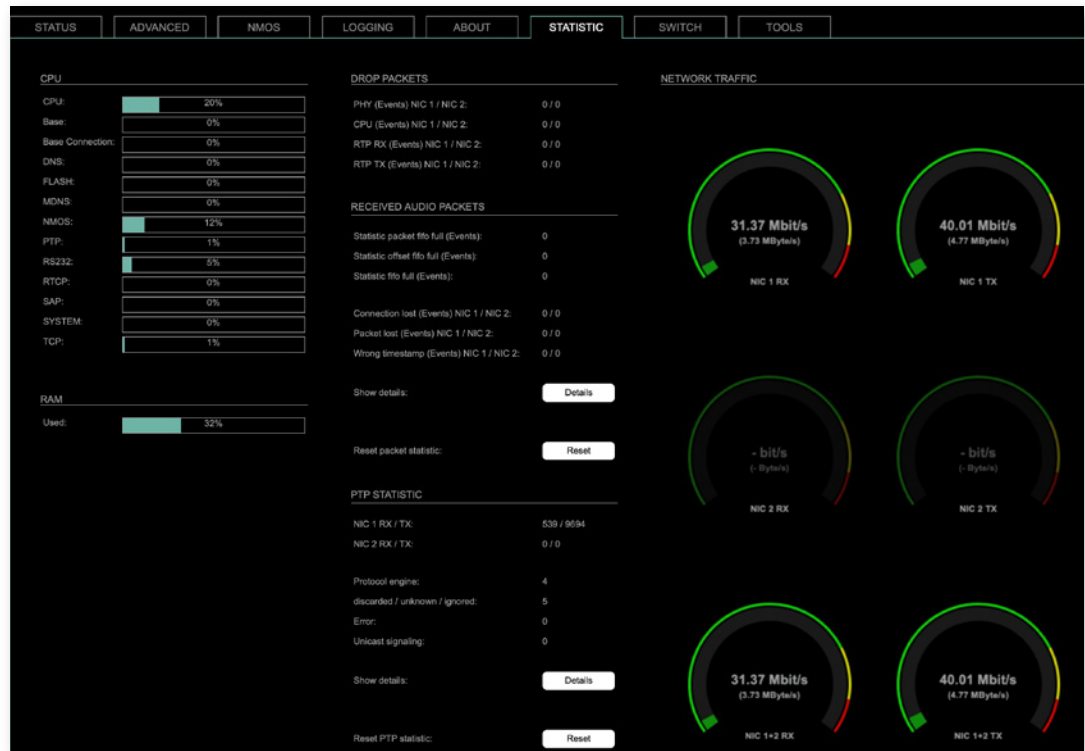 STATUS ADVANCED NMOS LOGGING ABOUT STATISTIC SWITCH TOOLS
CPU
CPU: 20%
Base: 0%
Base Connection: 0%
DNS: 0%
FLASH: 0%
MDNS: 0%
NMOS: 12%
PTP: 1%
RS232: 5%
RTCP: 0%
SAP: 0%
SYSTEM: 0%
TCP: 1%
RAM
Used: 32%
DROP PACKETS
PHY (Events) NIC 1 / NIC 2: 0 / 0
CPU (Events) NIC 1 / NIC 2: 0 / 0
RTP RX (Events) NIC 1 / NIC 2: 0 / 0
RTP TX (Events) NIC 1 / NIC 2: 0 / 0
RECEIVED AUDIO PACKETS
Statistic packet fifo full (Events): 0
Statistic offset fifo full (Events): 0
Statistic fifo full (Events): 0
Connection lost (Events) NIC 1 / NIC 2: 0 / 0
Packet lost (Events) NIC 1 / NIC 2: 0 / 0
Wrong timestamp (Events) NIC 1 / NIC 2: 0 / 0
Show details: Details
Reset packet statistic: Reset
PTP STATISTIC
NIC 1 RX / TX: 539 / 9694
NIC 2 RX / TX: 0 / 0
Protocol engine: 4
discarded / unknown / ignored: 5
Error: 0
Unicast signaling: 0
Show details: Details
Reset PTP statistic: Reset
NETWORK TRAFFIC
31.37 Mbit/s
(3.73 MByte/s)
NIC 1 RX
40.01 Mbit/s
(4.77 MByte/s)
NIC 1 TX
- bit/s
(- Byte/s)
NIC 2 RX
- bit/s
(- Byte/s)
NIC 2 TX
31.37 Mbit/s
(3.73 MByte/s)
NIC 1+2 RX
40.01 Mbit/s
(4.77 MByte/s)
NIC 1+2 TX